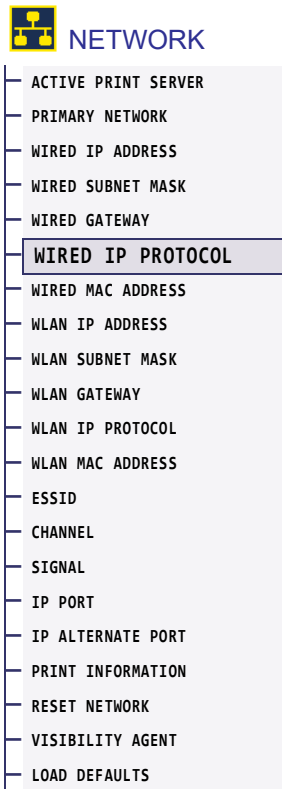 NETWORK
ACTIVE PRINT SERVER
PRIMARY NETWORK
WIRED IP ADDRESS
WIRED SUBNET MASK
WIRED GATEWAY
WIRED IP PROTOCOL
WIRED MAC ADDRESS
WLAN IP ADDRESS
WLAN SUBNET MASK
WLAN GATEWAY
WLAN IP PROTOCOL
WLAN MAC ADDRESS
ESSID
CHANNEL
SIGNAL
IP PORT
IP ALTERNATE PORT
PRINT INFORMATION
RESET NETWORK
VISIBILITY AGENT
LOAD DEFAULTS